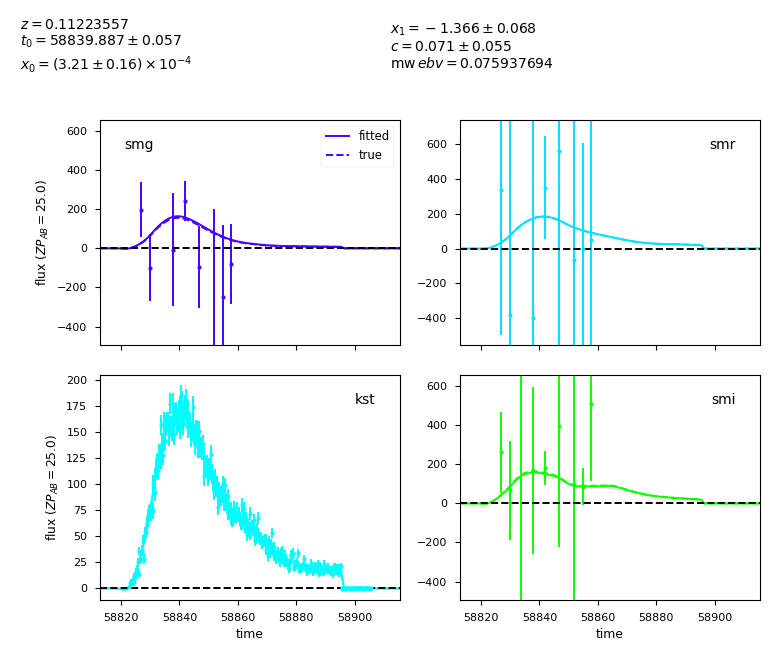 z = 0.11223557
t₀ = 58839.887 ± 0.057
x₀ = (3.21 ± 0.16) × 10⁻⁴
x₁ = −1.366 ± 0.068
c = 0.071 ± 0.055
mw ebv = 0.075937694
smg
fitted
true
600
400
200
0
−200
−400
flux (ZP_AB = 25.0)
smr
600
400
200
0
−200
−400
kst
200
175
150
125
100
75
50
25
0
flux (ZP_AB = 25.0)
58820 58840 58860 58880 58900
time
smi
600
400
200
0
−200
−400
58820 58840 58860 58880 58900
time